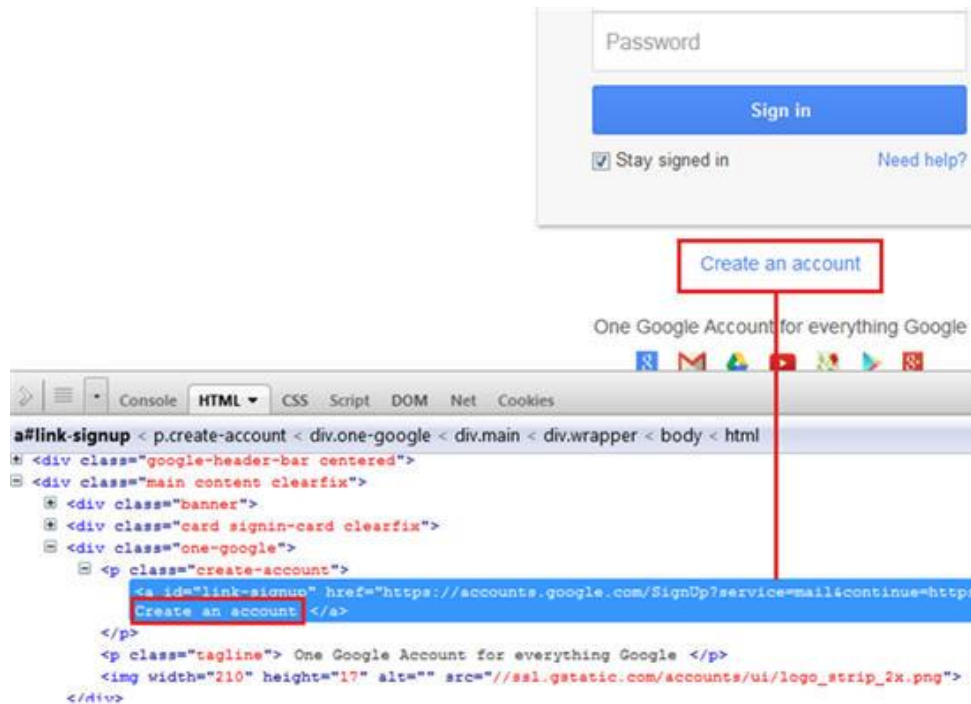 Password
Sign in
Stay signed in Need help?
Create an account
One Google Account for everything Google
Console HTML CSS Script DOM Net Cookies
a#link-signup < p.create-account < div.one-google < div.main < div.wrapper < body < html
<div class="google-header-bar centered">
<div class="main content clearfix">
<div class="banner">
<div class="card signin-card clearfix">
<div class="one-google">
<p class="create-account">
<a id="link-signup" href="https://accounts.google.com/SignUp?service=mail&continue=https
Create an account </a>
</p>
<p class="tagline"> One Google Account for everything Google </p>
<img width="210" height="17" alt="" src="//ssl.gstatic.com/accounts/ui/logo_strip_2x.png">
</div>